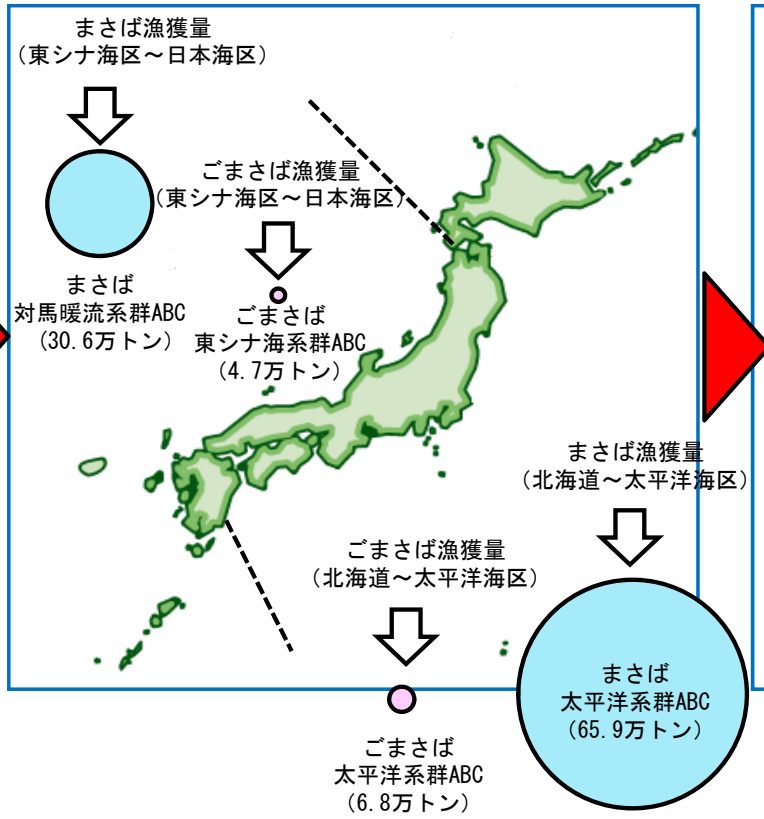 まさば漁獲量
（東シナ海区～日本海区）
まさば
対馬暖流系群ABC
（30.6万トン）
ごまさば漁獲量
（東シナ海区～日本海区）
ごまさば
東シナ海系群ABC
（4.7万トン）
ごまさば漁獲量
（北海道～太平洋海区）
ごまさば
太平洋系群ABC
（6.8万トン）
まさば漁獲量
（北海道～太平洋海区）
まさば
太平洋系群ABC
（65.9万トン）